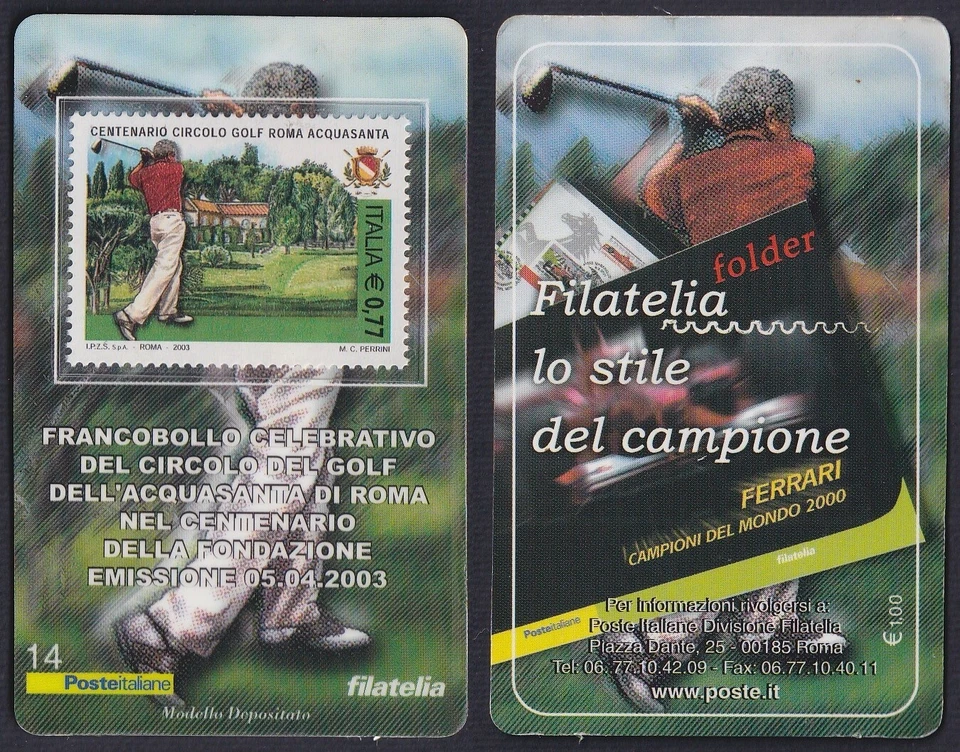 CENTENARIO CIRCOLO GOLF ROMA ACQUASANTA
ITALIA € 0,77
I.P.Z.S. S.p.A. - ROMA - 2003
M. C. PERRINI
FRANCOBOLLO CELEBRATIVO
DEL CIRCOLO DEL GOLF
DELL'ACQUASANTA DI ROMA
NEL CENTENARIO
DELLA FONDAZIONE
EMISSIONE 05.04.2003
14
Posteitaliane
filatelia
Modello Depositato
folder
Filatelia
lo stile
del campione
FERRARI
CAMPIONI DEL MONDO 2000
filatelia
Posteitaliane
Per Informazioni rivolgersi a:
Poste Italiane Divisione Filatelia
Piazza Dante, 25 - 00185 Roma
Tel: 06. 77.10.42.09 - Fax: 06.77.10.40.11
www.poste.it
€ 1.00